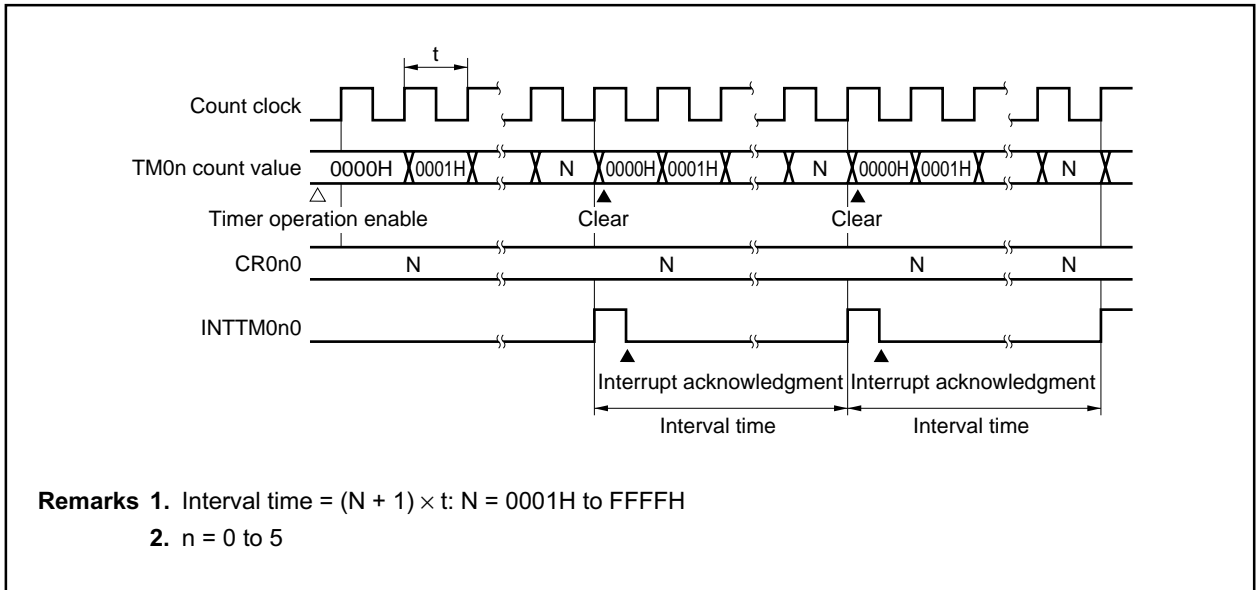 t
Count clock
TM0n count value 0000H 0001H N 0000H 0001H N 0000H 0001H N
Timer operation enable Clear Clear
CR0n0 N N N N
INTTM0n0
Interrupt acknowledgment Interrupt acknowledgment
Interval time Interval time
Remarks 1. Interval time = (N + 1) × t: N = 0001H to FFFFH
2. n = 0 to 5